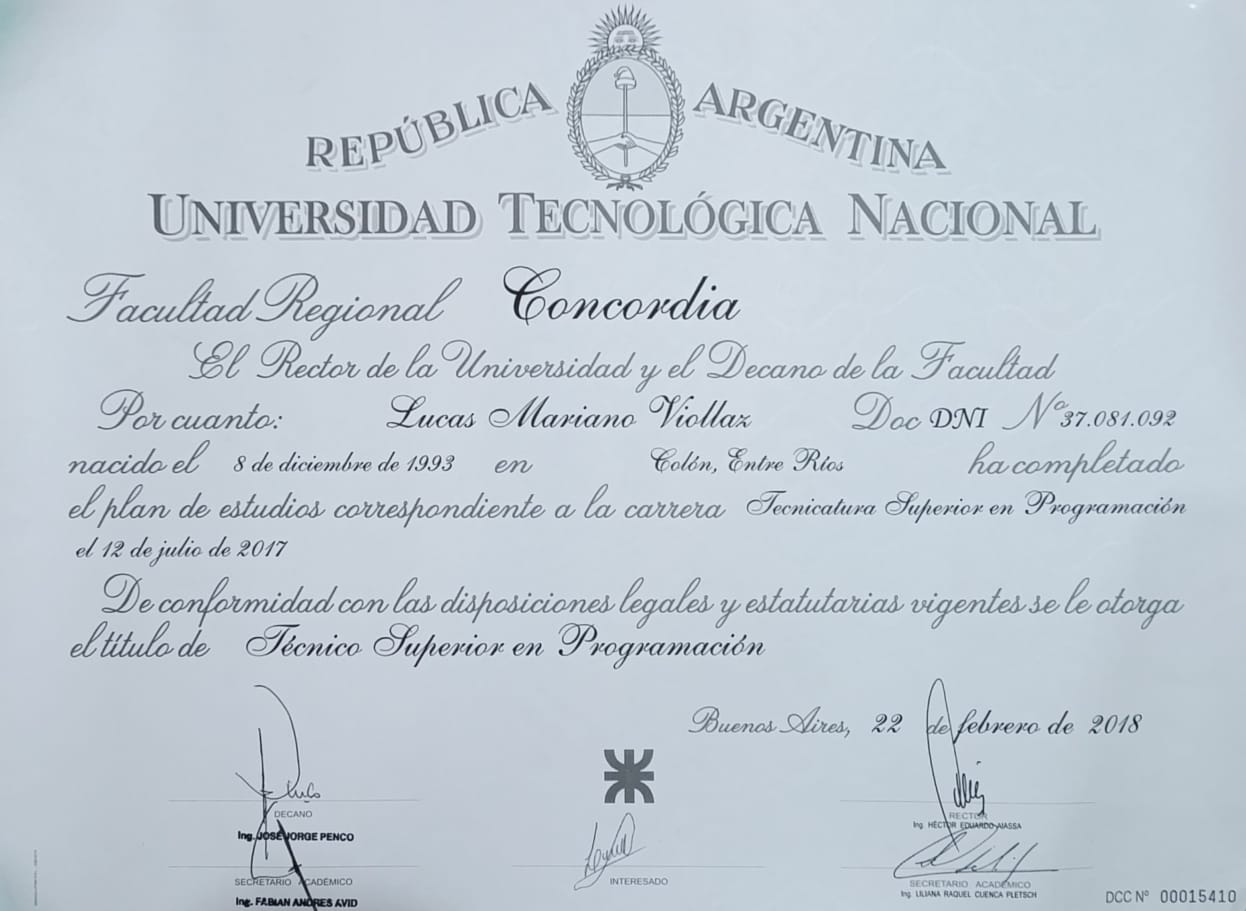 REPÚBLICA ARGENTINA
UNIVERSIDAD TECNOLÓGICA NACIONAL
Facultad Regional Concordia
El Rector de la Universidad y el Decano de la Facultad
Por cuanto: Lucas Mariano Viollaz Doc DNI Nº 37.081.092
nacido el 8 de diciembre de 1993 en Colón, Entre Ríos ha completado
el plan de estudios correspondiente a la carrera Tecnicatura Superior en Programación
el 12 de julio de 2017
De conformidad con las disposiciones legales y estatutarias vigentes se le otorga
el título de Técnico Superior en Programación
Buenos Aires, 22 de febrero de 2018
DECANO
Ing. JOSÉ JORGE PENCO
RECTOR
Ing. HÉCTOR EDUARDO AIASSA
SECRETARIO ACADÉMICO
Ing. FABIAN ANDRES AVID
INTERESADO
SECRETARIO ACADÉMICO
Ing. LILIANA RAQUEL CUENCA PLETSCH
DCC Nº 00015410